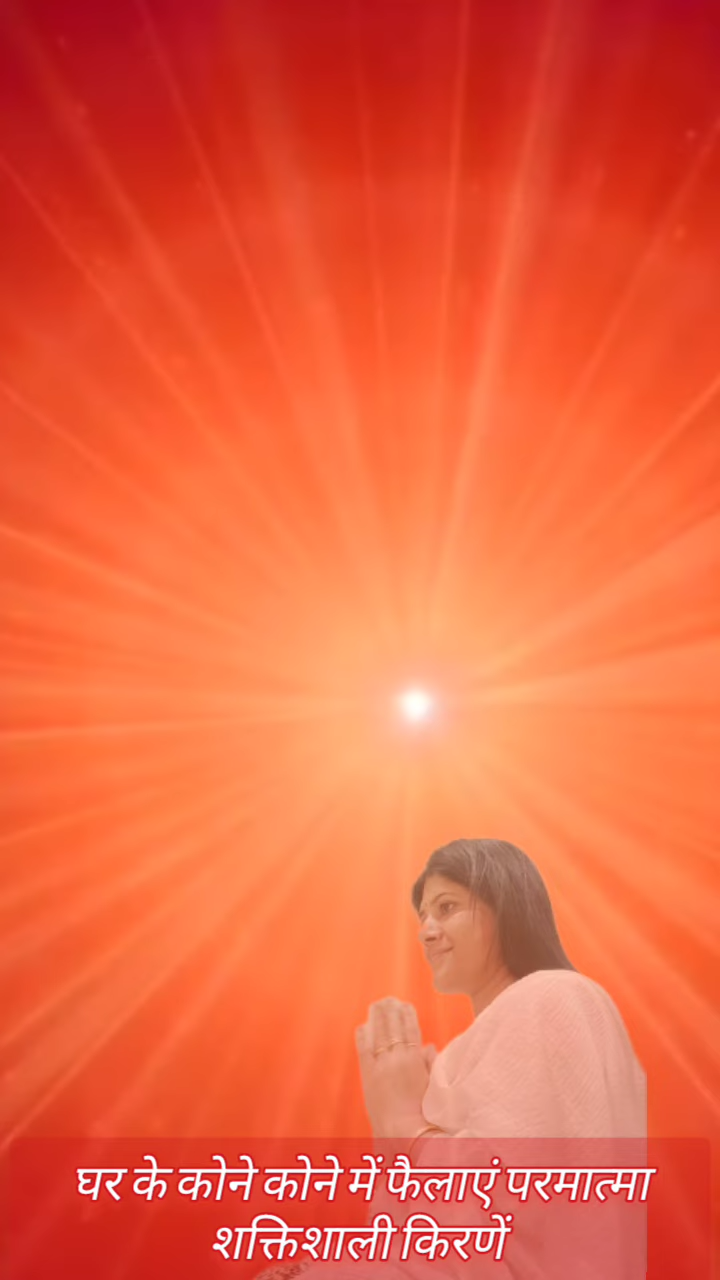 घर के कोने कोने में फैलाएं परमात्मा
शक्तिशाली किरणें